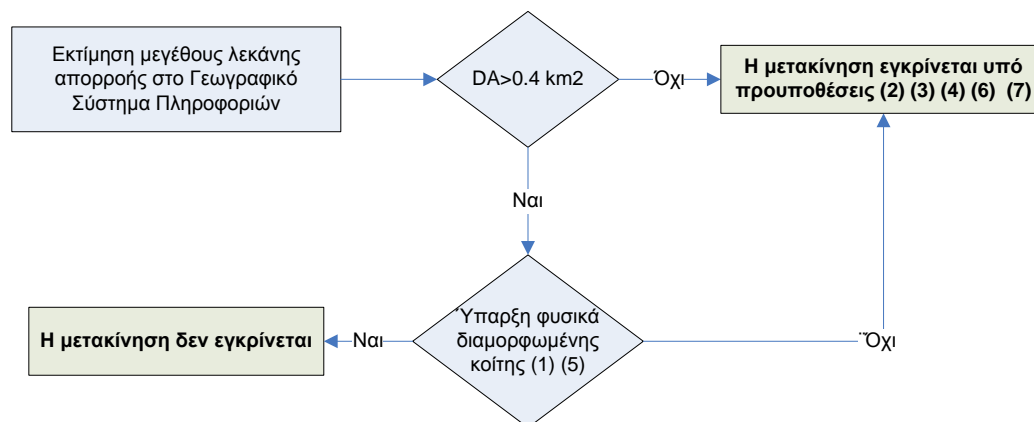 Εκτίμηση μεγέθους λεκάνης
απορροής στο Γεωγραφικό
Σύστημα Πληροφοριών
DA>0.4 km2
Όχι
Η μετακίνηση εγκρίνεται υπό
προυποθέσεις (2) (3) (4) (6) (7)
Ναι
Η μετακίνηση δεν εγκρίνεται
Ναι
Ύπαρξη φυσικά
διαμορφωμένης
κοίτης (1) (5)
¨Όχι